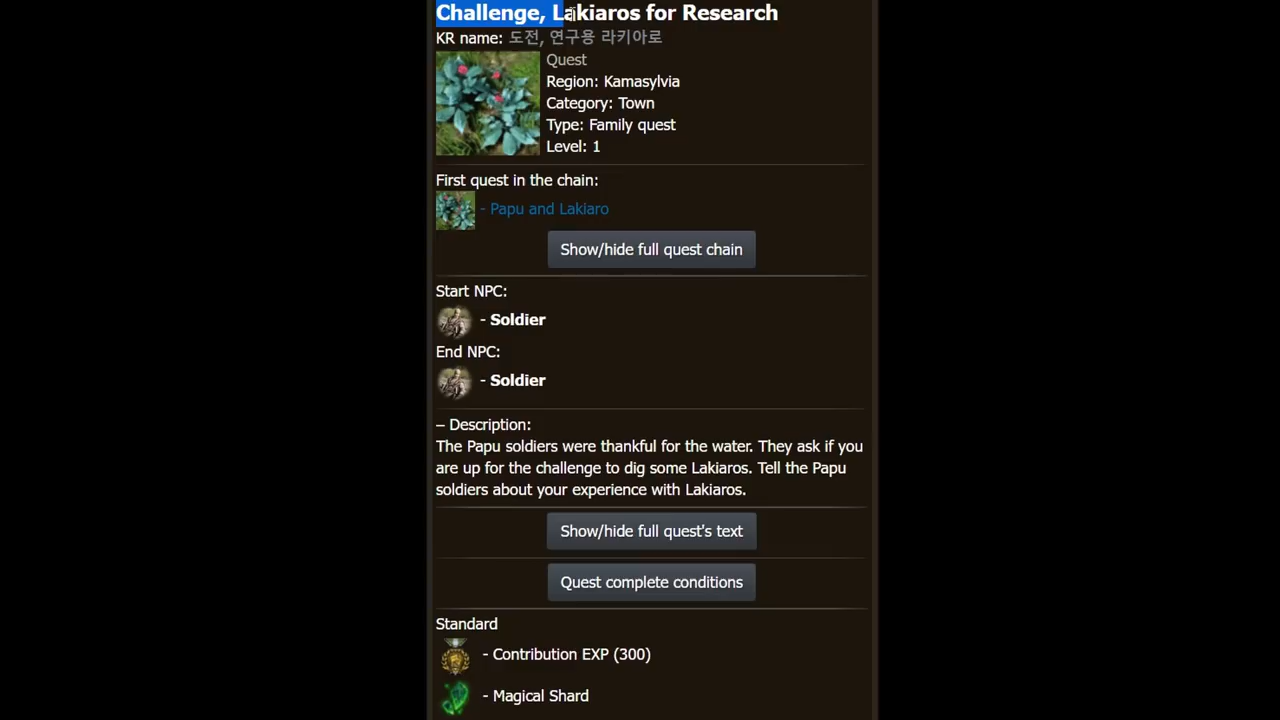 Challenge, Lakiaros for Research
KR name: 도전, 연구용 라키아로
Quest
Region: Kamasylvia
Category: Town
Type: Family quest
Level: 1
First quest in the chain:
- Papu and Lakiaro
Show/hide full quest chain
Start NPC:
- Soldier
End NPC:
- Soldier
– Description:
The Papu soldiers were thankful for the water. They ask if you
are up for the challenge to dig some Lakiaros. Tell the Papu
soldiers about your experience with Lakiaros.
Show/hide full quest's text
Quest complete conditions
Standard
- Contribution EXP (300)
- Magical Shard